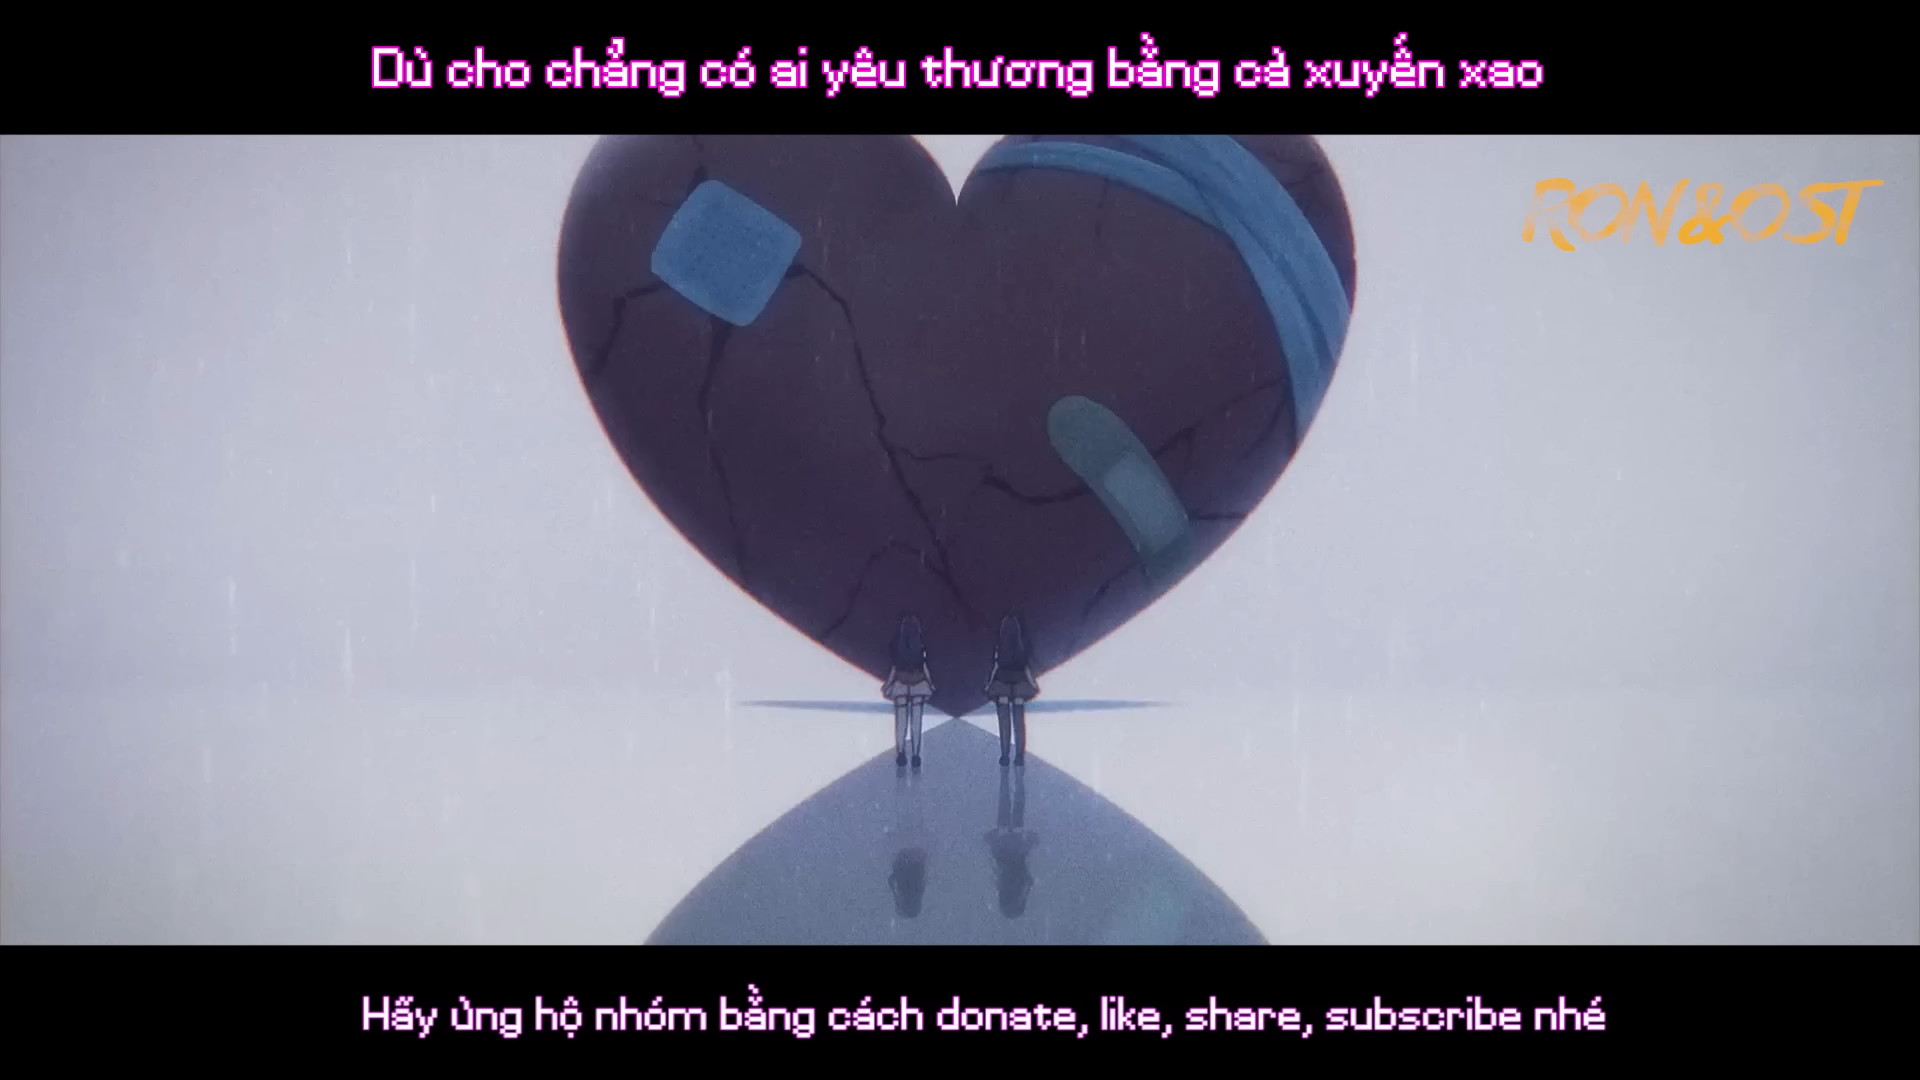 Dù cho chẳng có ai yêu thương bằng cả xuyến xao
RON&OST
Hãy ủng hộ nhóm bằng cách donate, like, share, subscribe nhé